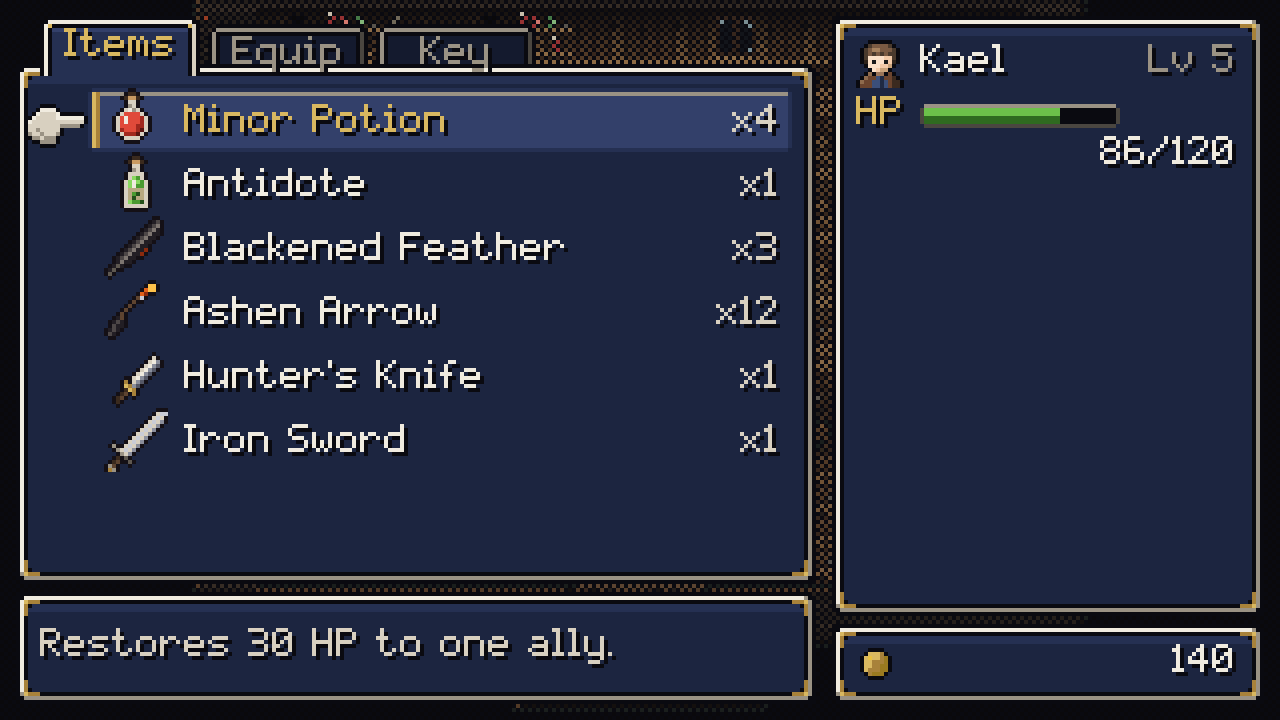 Items Equip Key
Minor Potion x4
Antidote x1
Blackened Feather x3
Ashen Arrow x12
Hunter's Knife x1
Iron Sword x1
Restores 30 HP to one ally.
Kael Lv 5
HP
86/120
140